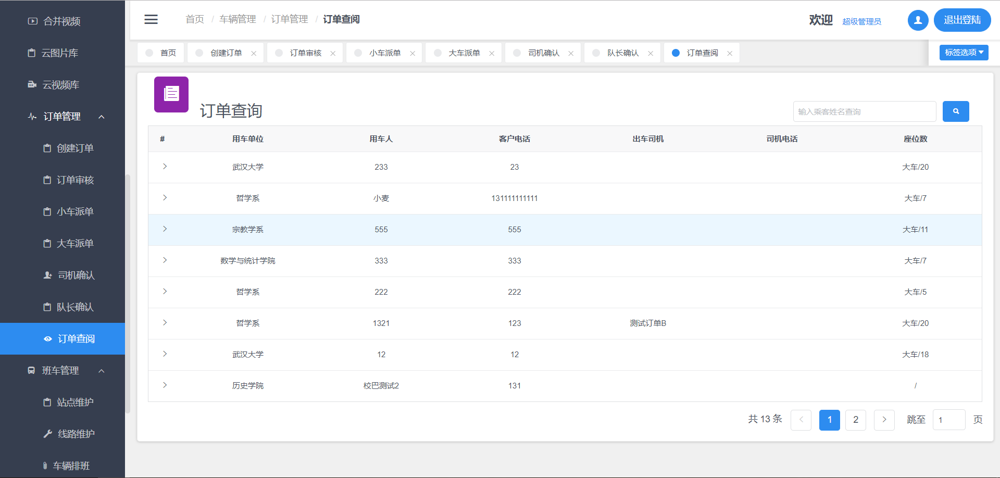 合并视频
云图片库
云视频库
订单管理
创建订单
订单审核
小车派单
大车派单
司机确认
队长确认
订单查阅
班车管理
站点维护
线路维护
车辆排班
首页 / 车辆管理 / 订单管理 / 订单查阅
欢迎 超级管理员 退出登陆
首页 创建订单 订单审核 小车派单 大车派单 司机确认 队长确认 订单查阅 标签选项
订单查询
输入乘客姓名查询
# 用车单位 用车人 客户电话 出车司机 司机电话 座位数
武汉大学 233 23 大车/20
哲学系 小麦 131111111111 大车/7
宗教学系 555 555 大车/11
数学与统计学院 333 333 大车/7
哲学系 222 222 大车/5
哲学系 1321 123 测试订单B 大车/20
武汉大学 12 12 大车/18
历史学院 校巴测试2 131 /
共 13 条 1 2 跳至 1 页